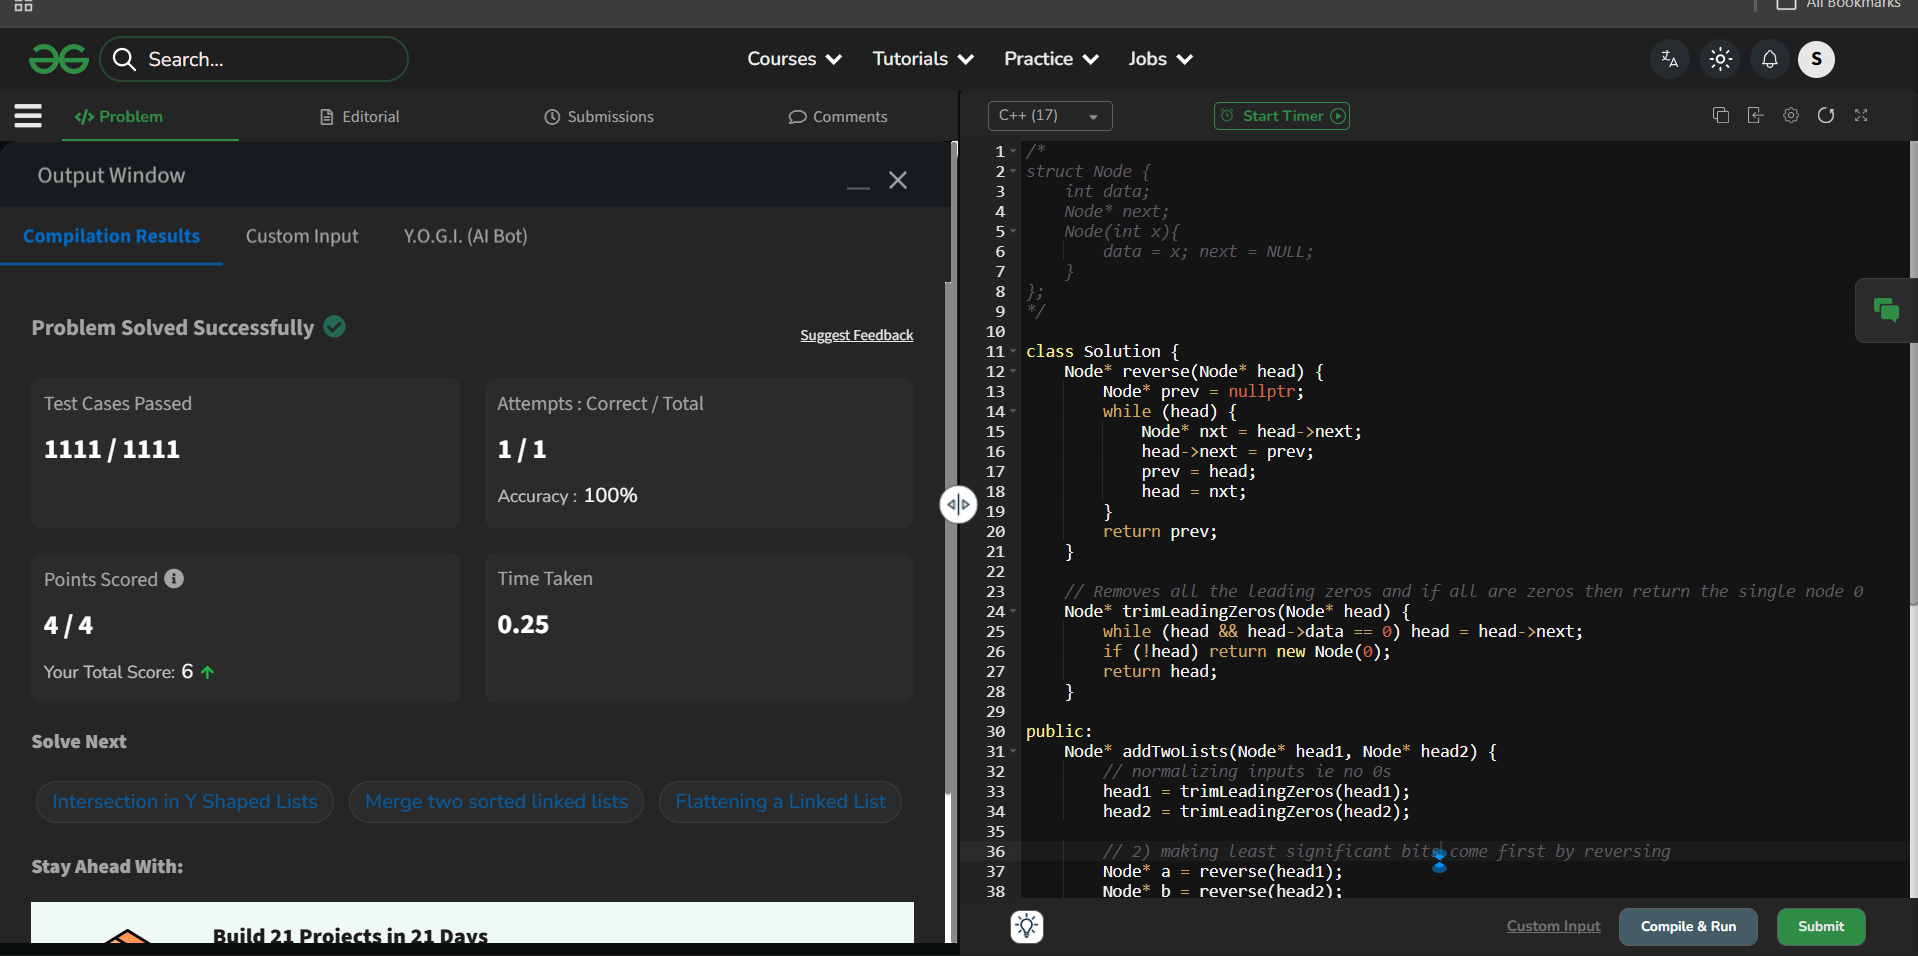 All Bookmarks
Search...
Courses
Tutorials
Practice
Jobs
S
</> Problem
Editorial
Submissions
Comments
Output Window
Compilation Results
Custom Input
Y.O.G.I. (AI Bot)
Problem Solved Successfully
Suggest Feedback
Test Cases Passed
1111 / 1111
Attempts : Correct / Total
1 / 1
Accuracy : 100%
Points Scored
4 / 4
Your Total Score: 6
Time Taken
0.25
Solve Next
Intersection in Y Shaped Lists
Merge two sorted linked lists
Flattening a Linked List
Stay Ahead With:
Build 21 Projects in 21 Days
C++ (17)
Start Timer
1 /*
2 struct Node {
3     int data;
4     Node* next;
5     Node(int x){
6         data = x; next = NULL;
7     }
8 };
9 */
10
11 class Solution {
12     Node* reverse(Node* head) {
13         Node* prev = nullptr;
14         while (head) {
15             Node* nxt = head->next;
16             head->next = prev;
17             prev = head;
18             head = nxt;
19         }
20         return prev;
21     }
22
23     // Removes all the leading zeros and if all are zeros then return the single node 0
24     Node* trimLeadingZeros(Node* head) {
25         while (head && head->data == 0) head = head->next;
26         if (!head) return new Node(0);
27         return head;
28     }
29
30 public:
31     Node* addTwoLists(Node* head1, Node* head2) {
32         // normalizing inputs ie no 0s
33         head1 = trimLeadingZeros(head1);
34         head2 = trimLeadingZeros(head2);
35
36         // 2) making least significant bits come first by reversing
37         Node* a = reverse(head1);
38         Node* b = reverse(head2);
Custom Input
Compile & Run
Submit